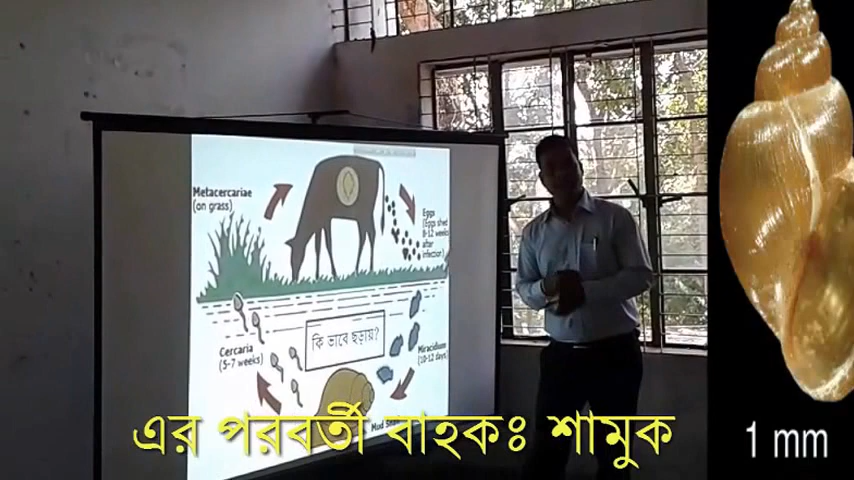 Metacercariae
(on grass)
Eggs
(Eggs shed
8-12 weeks
after
infection)
কি ভাবে ছড়ায়?
Cercaria
(5-7 weeks)
Miracidium
(10-12 days)
Mud
এর পরবর্তী বাহকঃ শামুক
1 mm